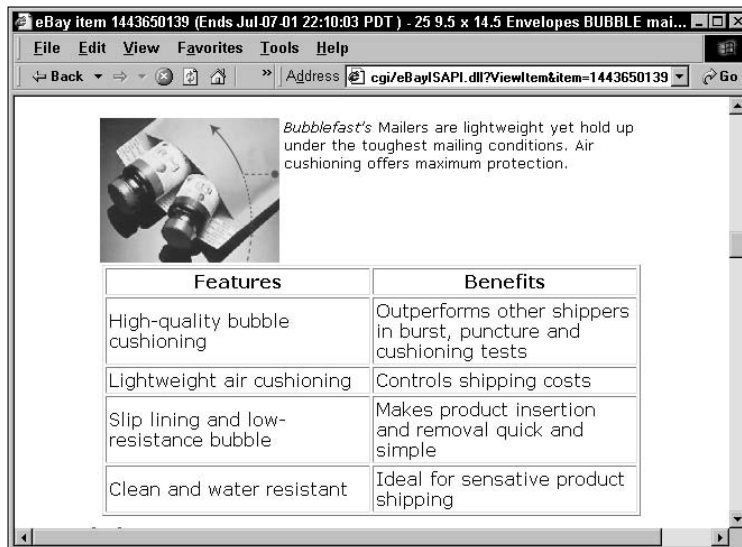 eBay item 1443650139 (Ends Jul-07-01 22:10:03 PDT ) - 25 9.5 x 14.5 Envelopes BUBBLE mai...
File Edit View Favorites Tools Help
Back » Address cgi/eBayISAPI.dll?ViewItem&item=1443650139 Go
Bubblefast's Mailers are lightweight yet hold up
under the toughest mailing conditions. Air
cushioning offers maximum protection.
Features Benefits
High-quality bubble
cushioning
Outperforms other shippers
in burst, puncture and
cushioning tests
Lightweight air cushioning
Controls shipping costs
Slip lining and low-
resistance bubble
Makes product insertion
and removal quick and
simple
Clean and water resistant
Ideal for sensative product
shipping